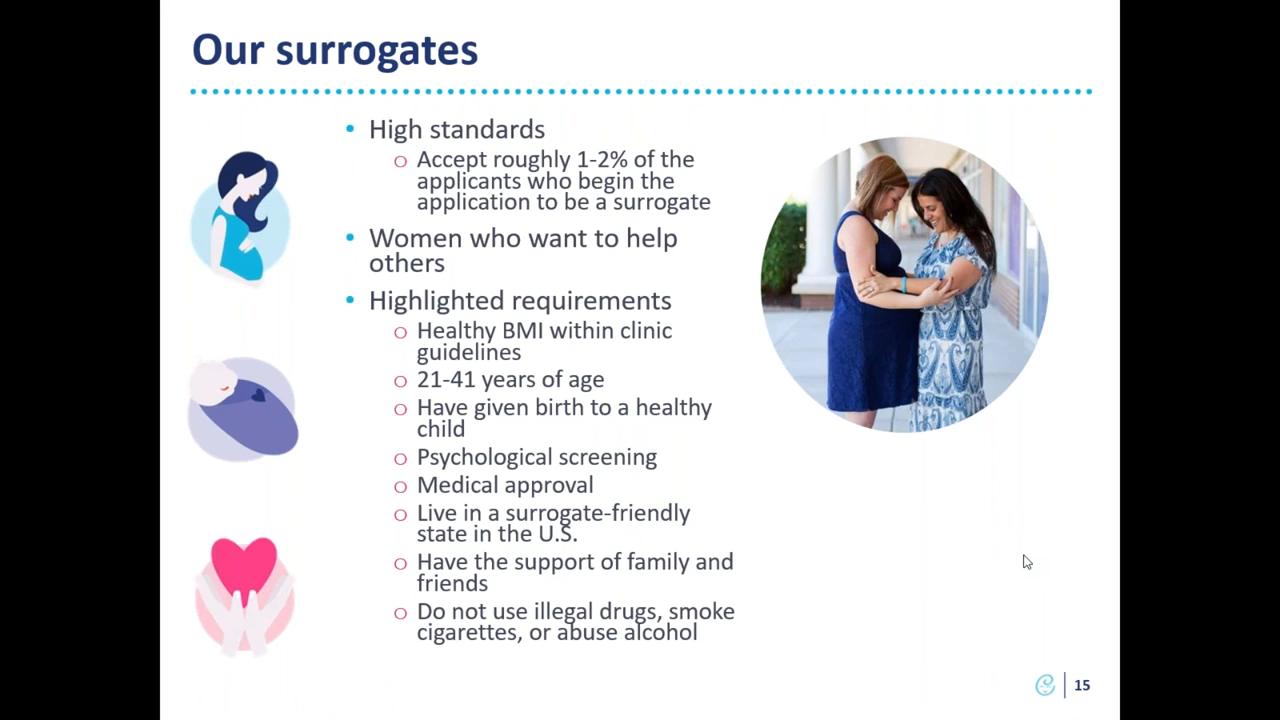 Our surrogates
• High standards
o Accept roughly 1-2% of the
applicants who begin the
application to be a surrogate
• Women who want to help
others
• Highlighted requirements
o Healthy BMI within clinic
guidelines
o 21-41 years of age
o Have given birth to a healthy
child
o Psychological screening
o Medical approval
o Live in a surrogate-friendly
state in the U.S.
o Have the support of family and
friends
o Do not use illegal drugs, smoke
cigarettes, or abuse alcohol
15